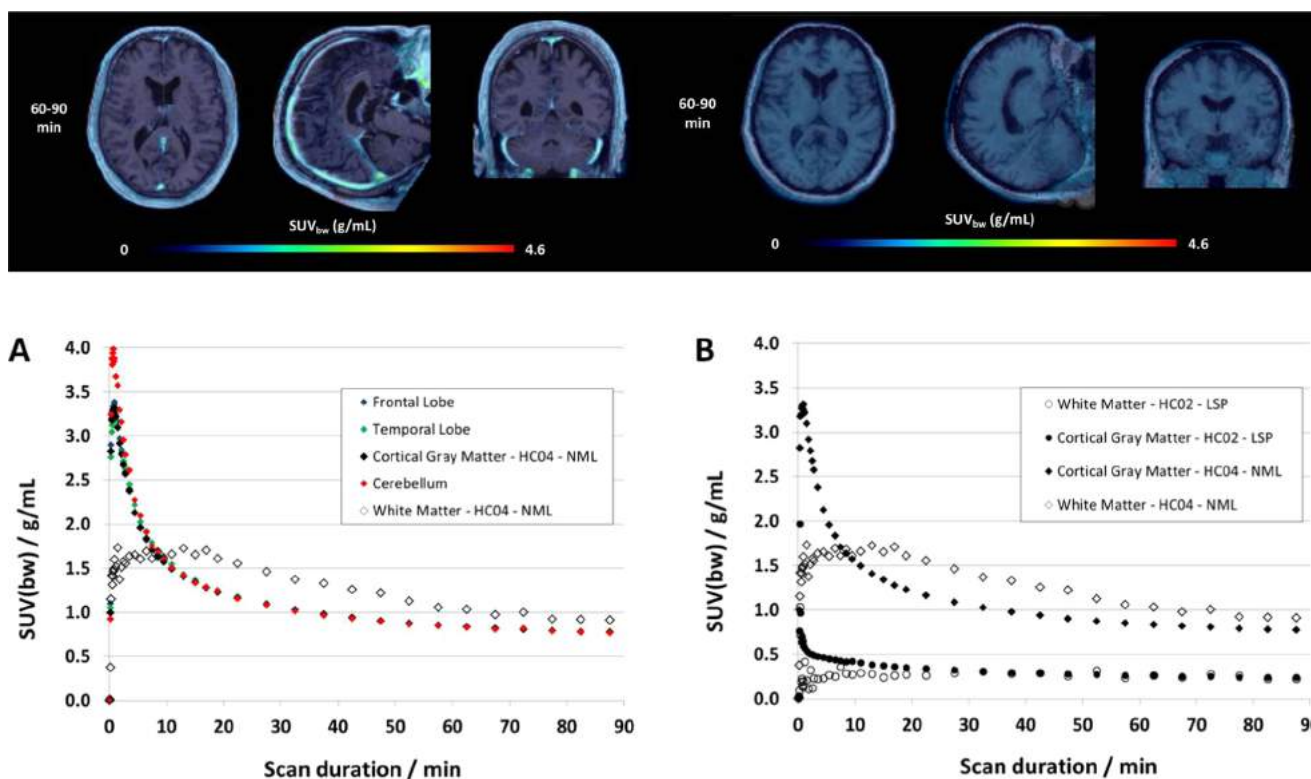 60-90
min
60-90
min
SUVbw (g/mL)
0
4.6
SUVbw (g/mL)
0
4.6
A
4.0
3.5
3.0
2.5
2.0
1.5
1.0
0.5
0.0
SUV(bw) / g/mL
Frontal Lobe
Temporal Lobe
Cortical Gray Matter - HC04 - NML
Cerebellum
White Matter - HC04 - NML
0 10 20 30 40 50 60 70 80 90
Scan duration / min
B
4.0
3.5
3.0
2.5
2.0
1.5
1.0
0.5
0.0
SUV(bw) / g/mL
White Matter - HC02 - LSP
Cortical Gray Matter - HC02 - LSP
Cortical Gray Matter - HC04 - NML
White Matter - HC04 - NML
0 10 20 30 40 50 60 70 80 90
Scan duration / min